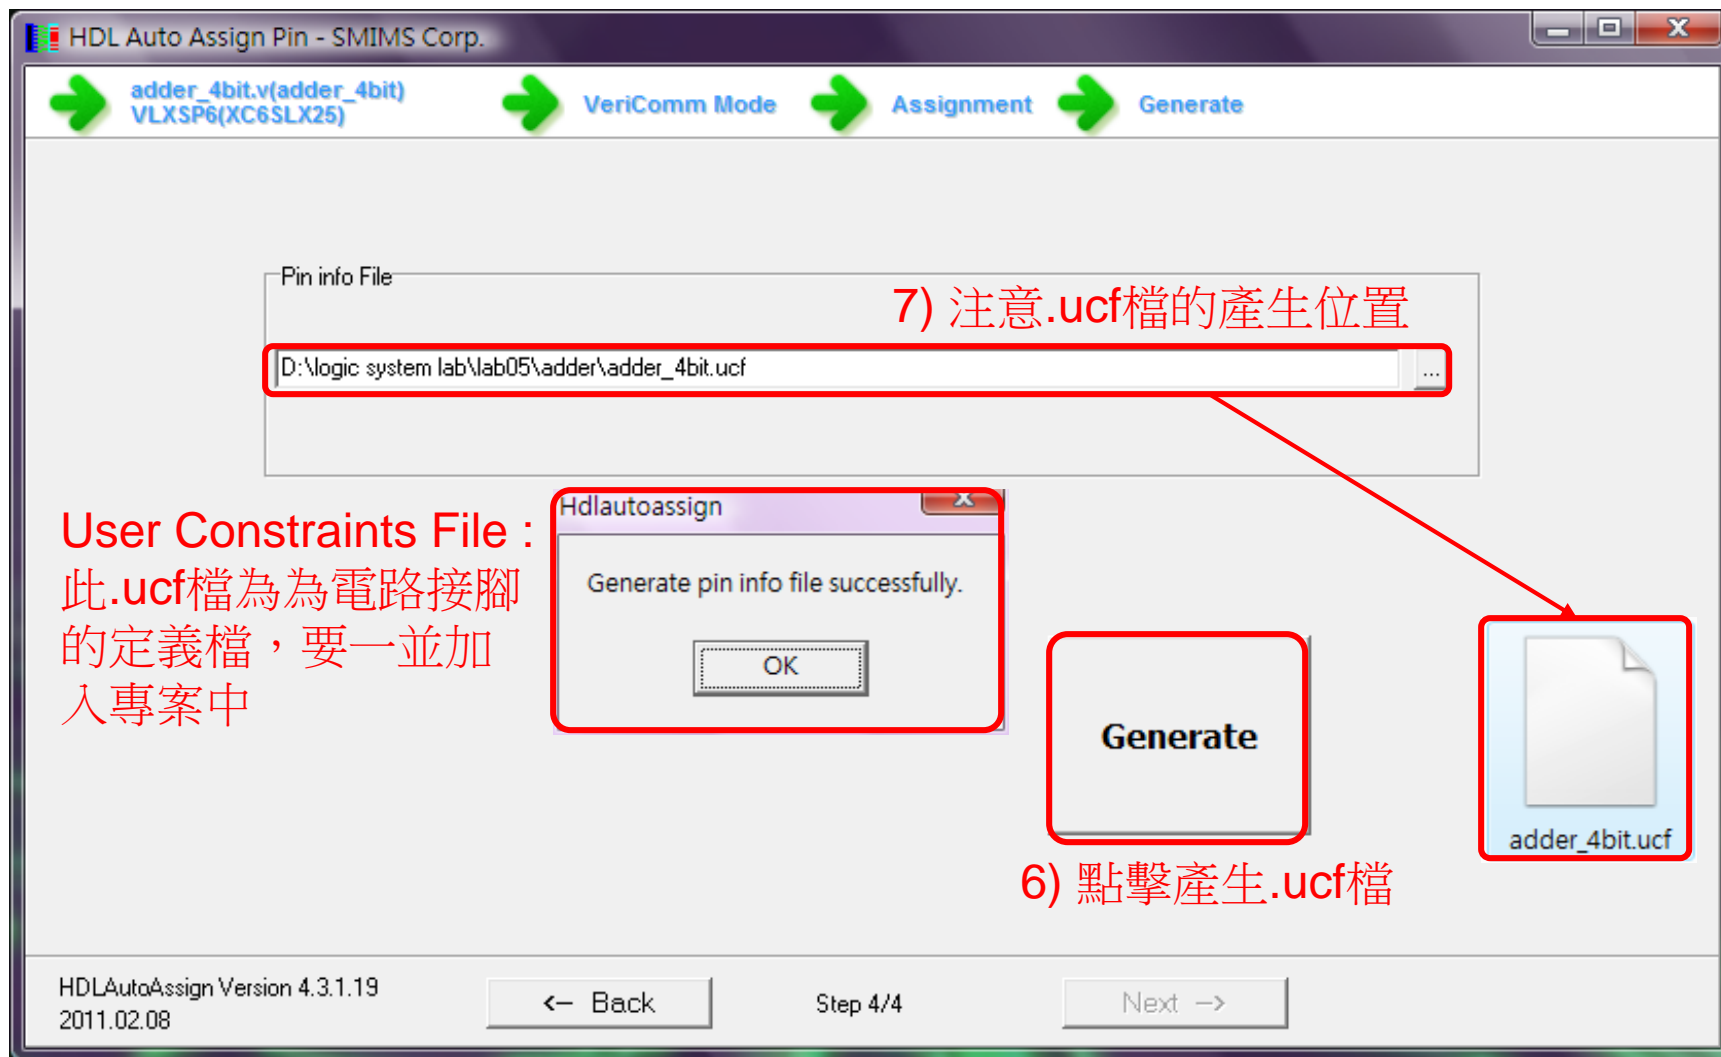 HDL Auto Assign Pin - SMIMS Corp.
adder_4bit.v(adder_4bit)
VLXSP6(XC6SLX25)
VeriComm Mode
Assignment
Generate
Pin info File
7) 注意.ucf檔的產生位置
D:\logic system lab\lab05\adder\adder_4bit.ucf
...
User Constraints File :
此.ucf檔為為電路接腳
的定義檔，要一並加
入專案中
Hdlautoassign
Generate pin info file successfully.
OK
Generate
adder_4bit.ucf
6) 點擊產生.ucf檔
HDLAutoAssign Version 4.3.1.19
2011.02.08
<-- Back
Step 4/4
Next -->